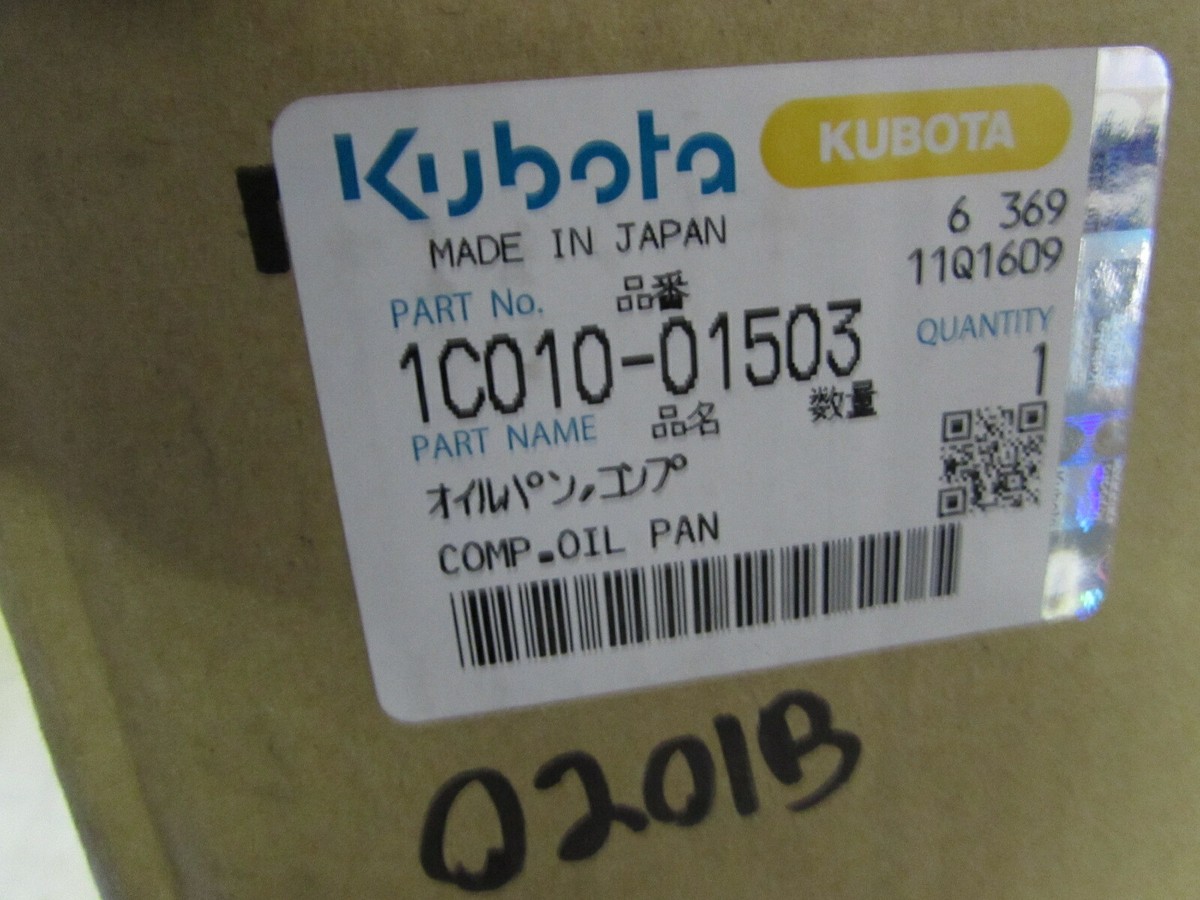 Kubota KUBOTA
MADE IN JAPAN 6 369
11Q1609
PART No. 品番
1C010-01503 QUANTITY
1
PART NAME 品名 数量
オイルパン,コンプ
COMP.OIL PAN
0201B